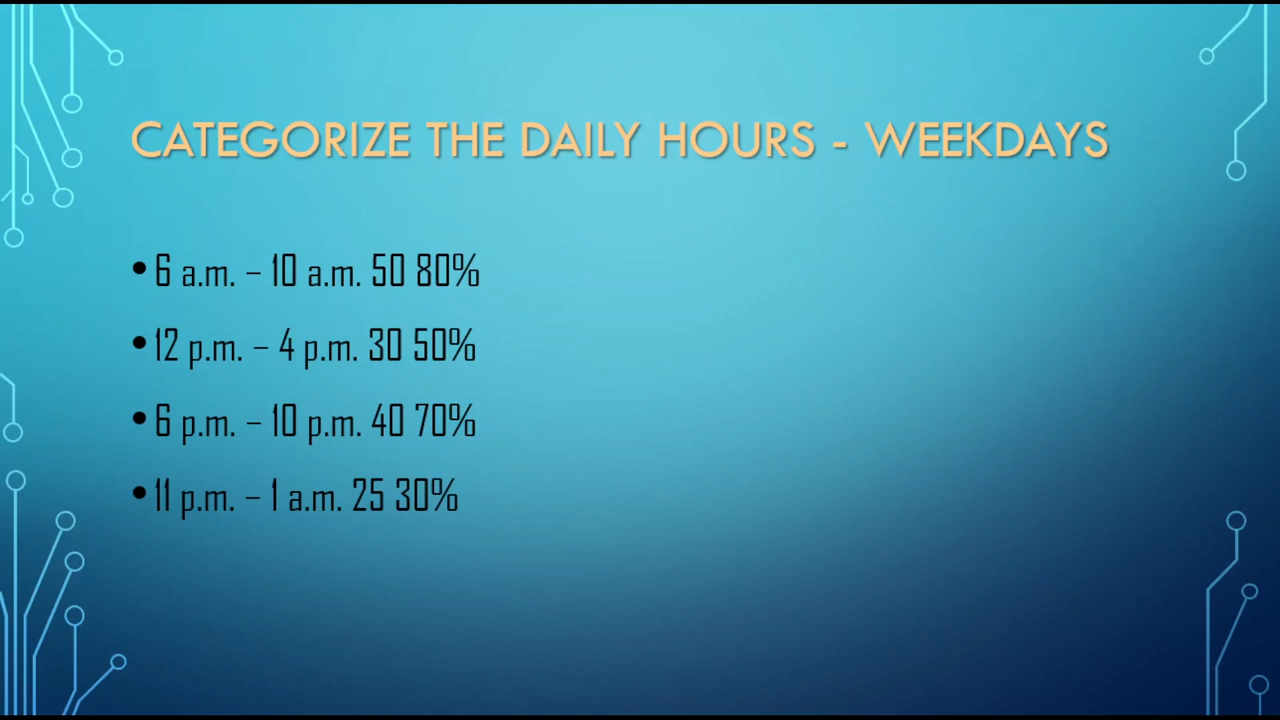 CATEGORIZE THE DAILY HOURS - WEEKDAYS
• 6 a.m. – 10 a.m. 50 80%
• 12 p.m. – 4 p.m. 30 50%
• 6 p.m. – 10 p.m. 40 70%
• 11 p.m. – 1 a.m. 25 30%